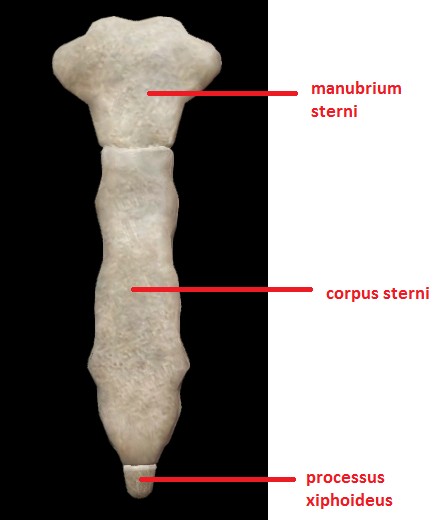 manubrium
sterni
corpus sterni
processus
xiphoideus